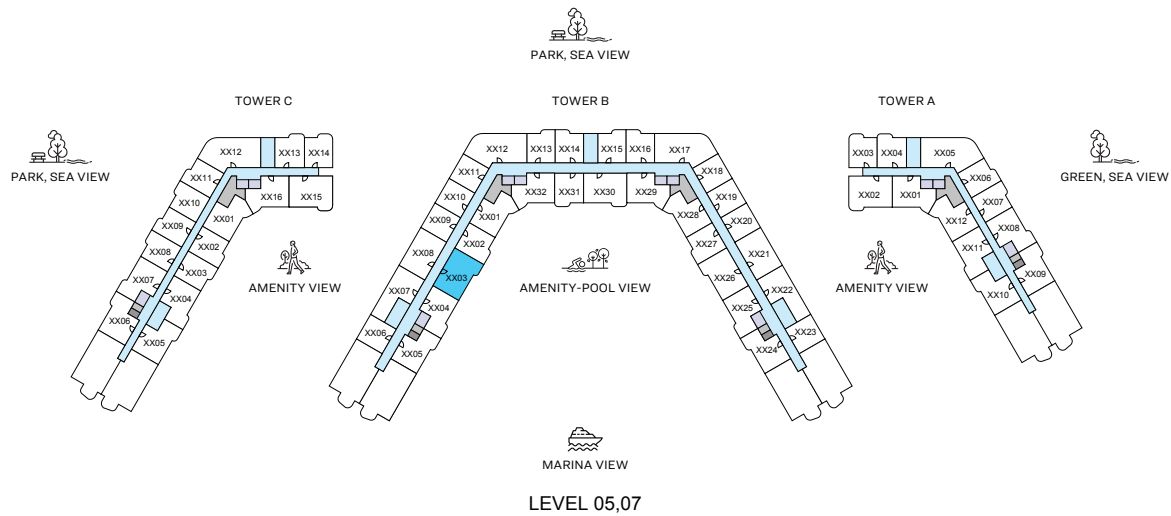 PARK, SEA VIEW
TOWER C
TOWER B
TOWER A
PARK, SEA VIEW
GREEN, SEA VIEW
XX12
XX13
XX14
XX11
XX10
XX09
XX08
XX07
XX06
XX05
XX04
XX03
XX02
XX01
XX16
XX15
XX12
XX13
XX14
XX15
XX16
XX17
XX11
XX10
XX09
XX08
XX07
XX06
XX05
XX04
XX03
XX02
XX01
XX32
XX31
XX30
XX29
XX28
XX27
XX26
XX25
XX24
XX23
XX22
XX21
XX20
XX19
XX18
XX03
XX04
XX05
XX02
XX01
XX06
XX07
XX08
XX09
XX10
XX11
XX12
AMENITY VIEW
AMENITY-POOL VIEW
AMENITY VIEW
MARINA VIEW
LEVEL 05,07